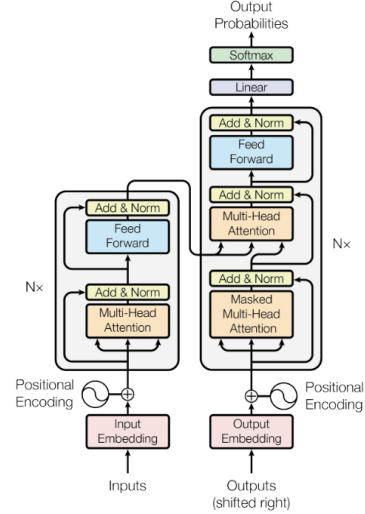 Output
Probabilities
Softmax
Linear
Add & Norm
Feed
Forward
Add & Norm
Multi-Head
Attention
Add & Norm
Masked
Multi-Head
Attention
Nx
Add & Norm
Feed
Forward
Add & Norm
Multi-Head
Attention
Nx
Positional
Encoding
Positional
Encoding
Input
Embedding
Output
Embedding
Inputs
Outputs
(shifted right)